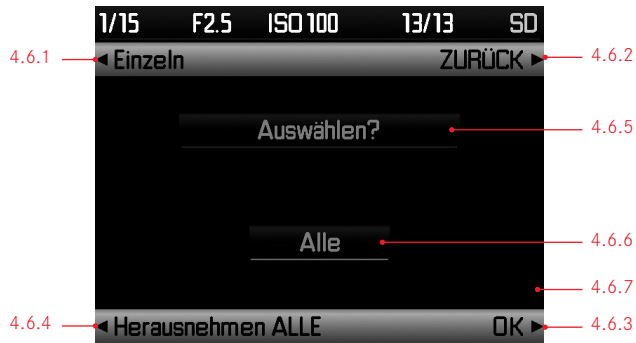 1/15 F2.5 ISO 100 13/13 SD
4.6.1 ◄ Einzeln ZURÜCK ► 4.6.2
Auswählen? 4.6.5
Alle 4.6.6
4.6.7
4.6.4 ◄ Herausnehmen ALLE OK ► 4.6.3